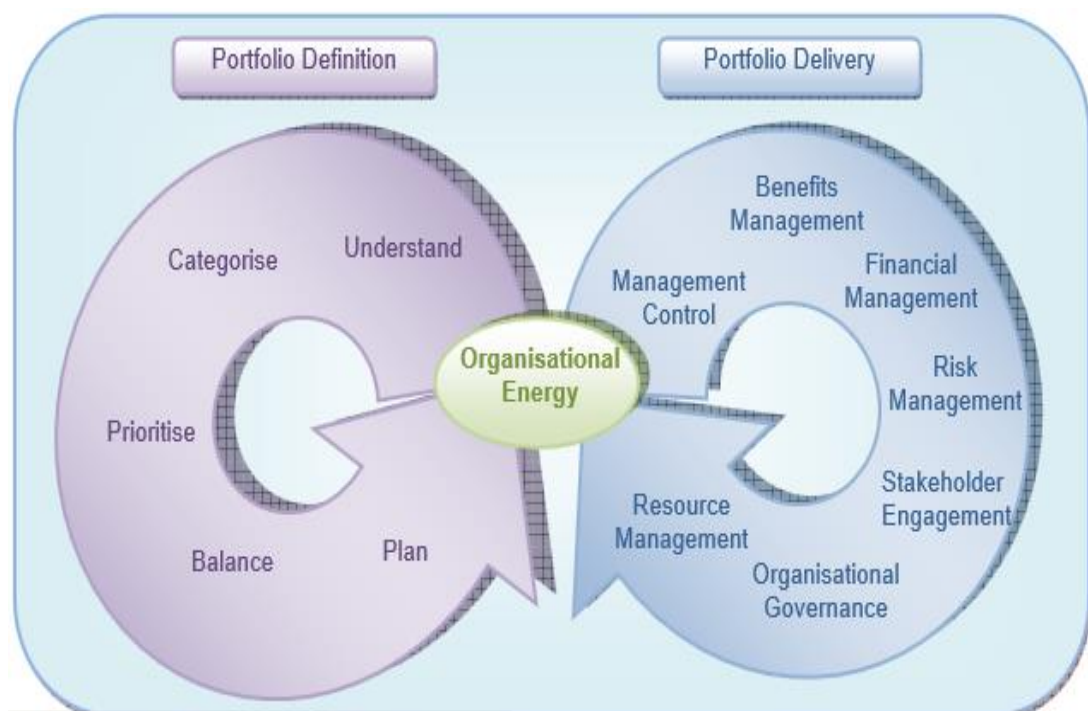 Portfolio Definition
Portfolio Delivery
Understand
Categorise
Prioritise
Balance
Plan
Organisational
Energy
Management
Control
Benefits
Management
Financial
Management
Risk
Management
Stakeholder
Engagement
Organisational
Governance
Resource
Management